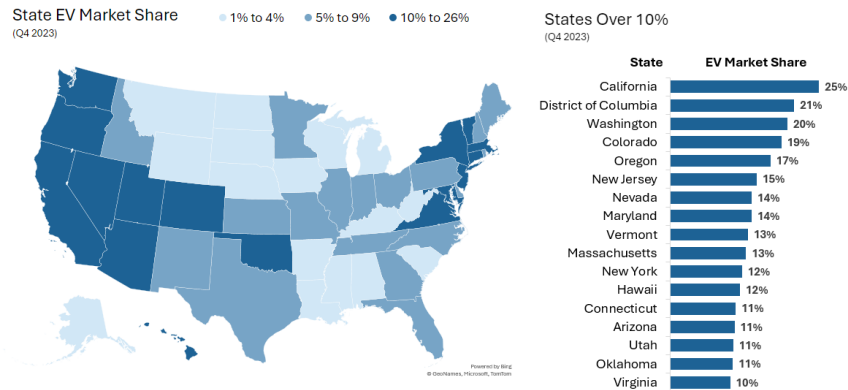 State EV Market Share
(Q4 2023)
1% to 4%
5% to 9%
10% to 26%
Powered by Bing
© GeoNames, Microsoft, TomTom
States Over 10%
(Q4 2023)
State EV Market Share
California 25%
District of Columbia 21%
Washington 20%
Colorado 19%
Oregon 17%
New Jersey 15%
Nevada 14%
Maryland 14%
Vermont 13%
Massachusetts 13%
New York 12%
Hawaii 12%
Connecticut 11%
Arizona 11%
Utah 11%
Oklahoma 11%
Virginia 10%